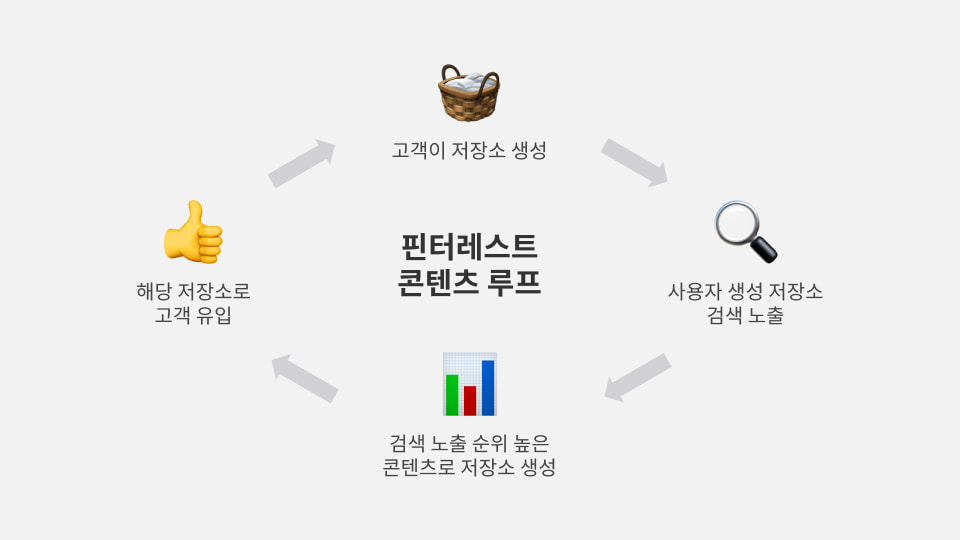 고객이 저장소 생성
핀터레스트
콘텐츠 루프
사용자 생성 저장소
검색 노출
검색 노출 순위 높은
콘텐츠로 저장소 생성
해당 저장소로
고객 유입